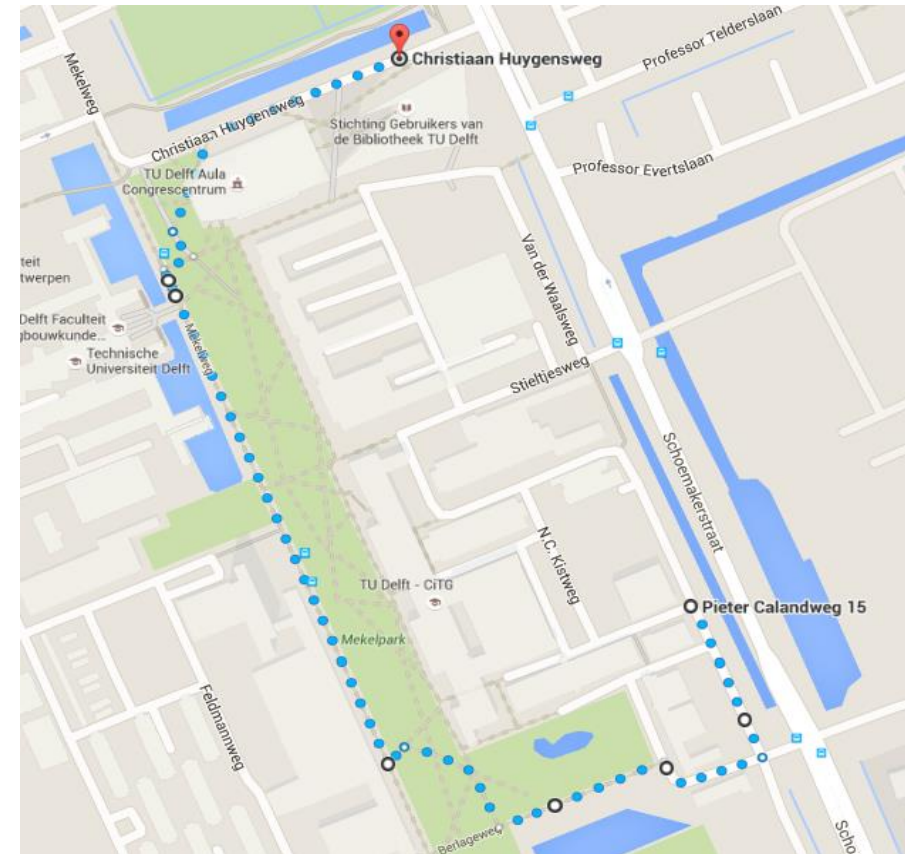 Mekelweg
Christiaan Huygensweg
Professor Telderslaan
Christiaan Huygensweg
Stichting Gebruikers van
de Bibliotheek TU Delft
Professor Evertslaan
TU Delft Aula
Congrescentrum
teit
twerpen
Van der Waalsweg
Delft Faculteit
gbouwkunde...
Mekelweg
Technische
Universiteit Delft
Stieltjesweg
Schoemakerstraat
N.C. Kistweg
TU Delft - CiTG
Pieter Calandweg 15
Mekelpark
Feldmannweg
Berlageweg
Scho